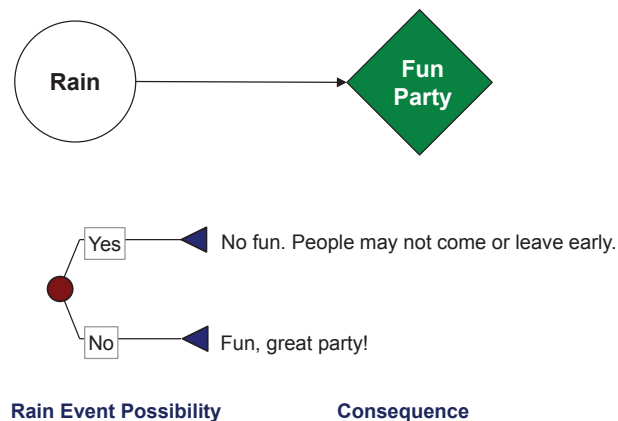 Rain
Fun
Party
Yes
No fun. People may not come or leave early.
No
Fun, great party!
Rain Event Possibility
Consequence